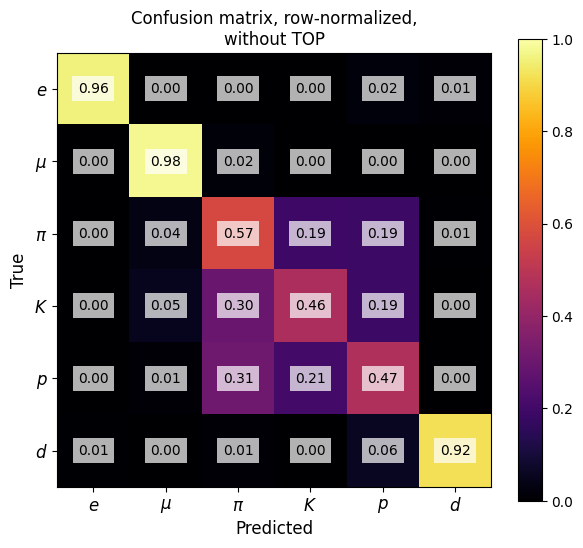 Confusion matrix, row-normalized,
without TOP
True
e 0.96 0.00 0.00 0.00 0.02 0.01
μ 0.00 0.98 0.02 0.00 0.00 0.00
π 0.00 0.04 0.57 0.19 0.19 0.01
K 0.00 0.05 0.30 0.46 0.19 0.00
p 0.00 0.01 0.31 0.21 0.47 0.00
d 0.01 0.00 0.01 0.00 0.06 0.92
e μ π K p d
Predicted
1.0
0.8
0.6
0.4
0.2
0.0